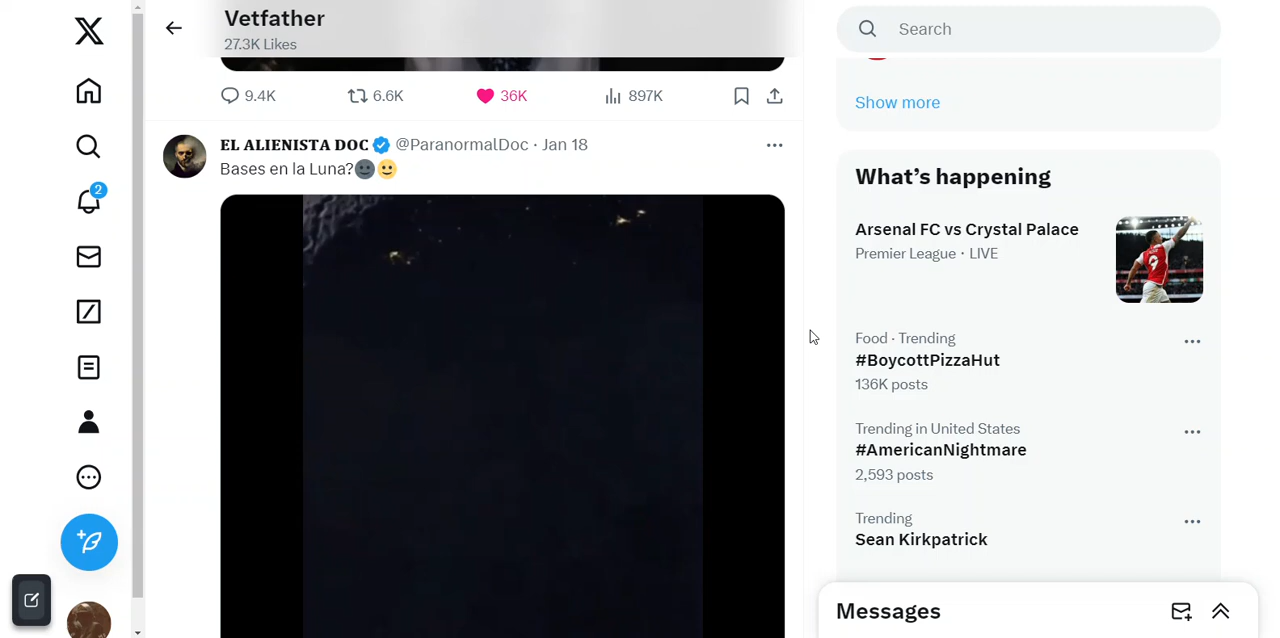 Vetfather
27.3K Likes
Search
9.4K
6.6K
36K
897K
Show more
EL ALIENISTA DOC @ParanormalDoc · Jan 18
Bases en la Luna?🌚🌝
2
What's happening
Arsenal FC vs Crystal Palace
Premier League · LIVE
Food · Trending
#BoycottPizzaHut
136K posts
Trending in United States
#AmericanNightmare
2,593 posts
Trending
Sean Kirkpatrick
Messages